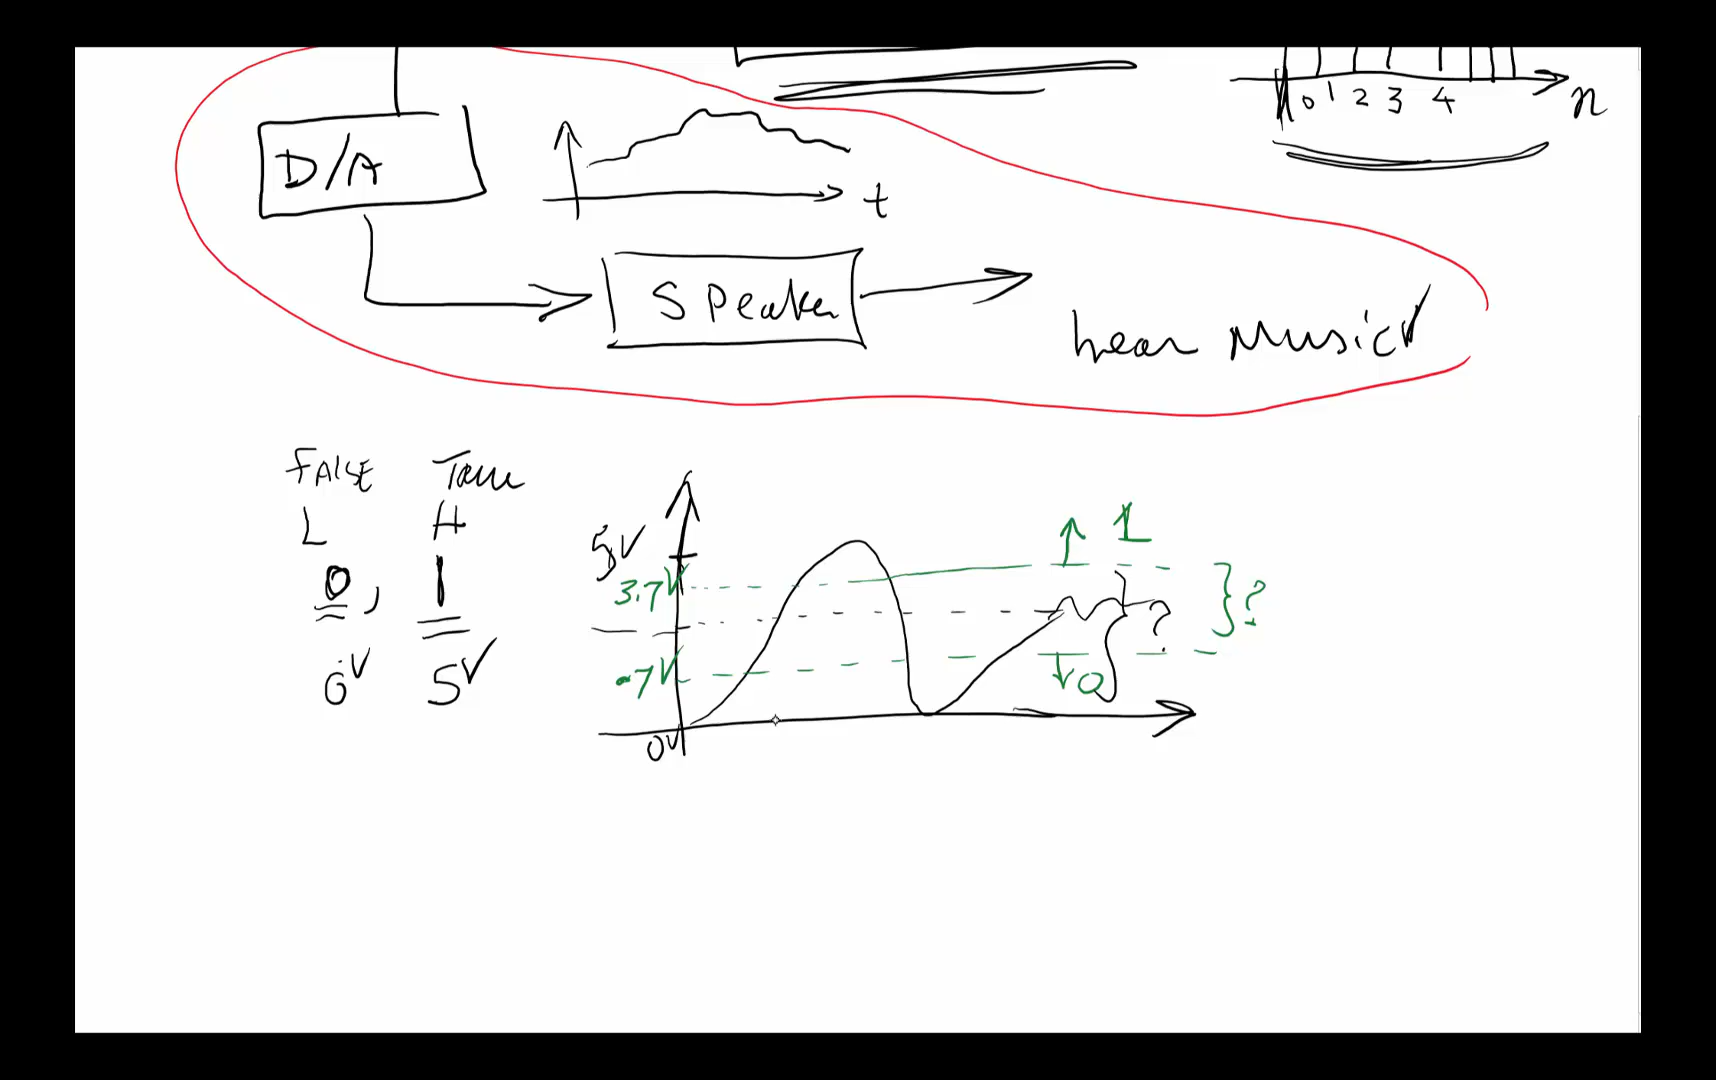 0 1 2 3 4 n
D/A
t
Speaker
hear Music
FALSE True
L H
0, 1
0V 5V
5V
3.7V
.7V
0V
↑ 1
?
↓ 0
?